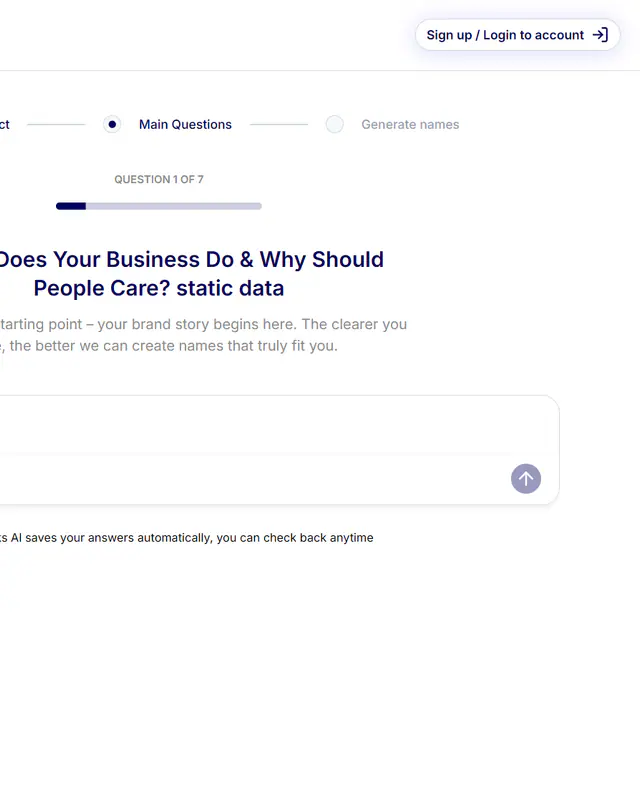 Sign up / Login to account
ct
Main Questions
Generate names
QUESTION 1 OF 7
Does Your Business Do & Why Should
People Care? static data
tarting point – your brand story begins here. The clearer you
, the better we can create names that truly fit you.
s AI saves your answers automatically, you can check back anytime